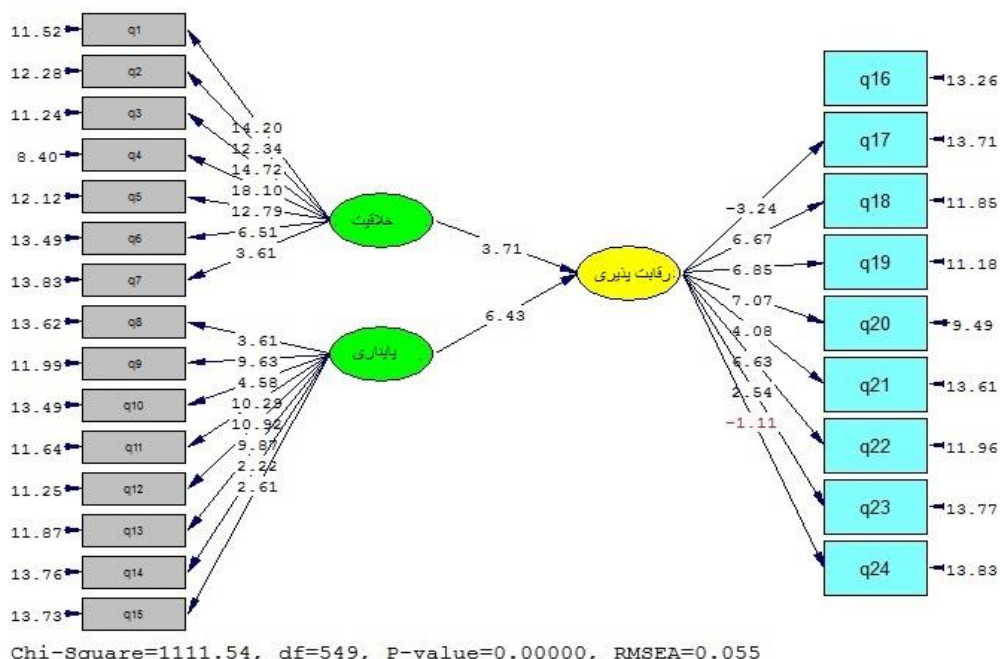 11.52 q1
12.28 q2
11.24 q3
8.40 q4
12.12 q5
13.49 q6
13.83 q7
13.62 q8
11.99 q9
13.49 q10
11.64 q11
11.25 q12
11.87 q13
13.76 q14
13.73 q15
14.20
12.34
14.72
18.10
12.79
6.51
3.61
خلاقیت
3.61
9.63
4.58
10.29
10.92
9.87
2.22
2.61
پایداری
3.71
6.43
رقابت پذیری.
-3.24
6.67
6.85
7.07
4.08
6.63
2.54
-1.11
q16 13.26
q17 13.71
q18 11.85
q19 11.18
q20 9.49
q21 13.61
q22 11.96
q23 13.77
q24 13.83
Chi-Square=1111.54, df=549, P-value=0.00000, RMSEA=0.055